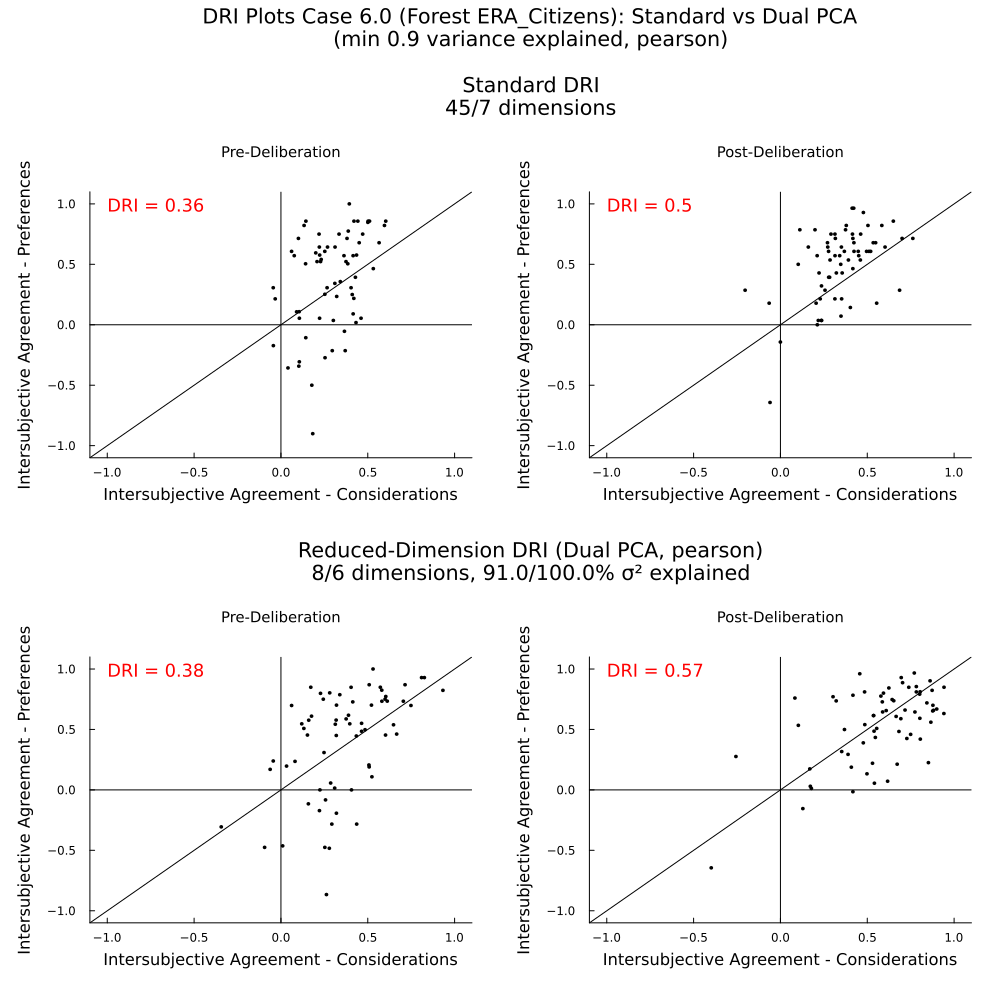 DRI Plots Case 6.0 (Forest ERA_Citizens): Standard vs Dual PCA
(min 0.9 variance explained, pearson)
Standard DRI
45/7 dimensions
Pre-Deliberation
DRI = 0.36
Intersubjective Agreement - Preferences
1.0
0.5
0.0
−0.5
−1.0
−1.0 −0.5 0.0 0.5 1.0
Intersubjective Agreement - Considerations
Post-Deliberation
DRI = 0.5
Intersubjective Agreement - Preferences
1.0
0.5
0.0
−0.5
−1.0
−1.0 −0.5 0.0 0.5 1.0
Intersubjective Agreement - Considerations
Reduced-Dimension DRI (Dual PCA, pearson)
8/6 dimensions, 91.0/100.0% σ² explained
Pre-Deliberation
DRI = 0.38
Intersubjective Agreement - Preferences
1.0
0.5
0.0
−0.5
−1.0
−1.0 −0.5 0.0 0.5 1.0
Intersubjective Agreement - Considerations
Post-Deliberation
DRI = 0.57
Intersubjective Agreement - Preferences
1.0
0.5
0.0
−0.5
−1.0
−1.0 −0.5 0.0 0.5 1.0
Intersubjective Agreement - Considerations